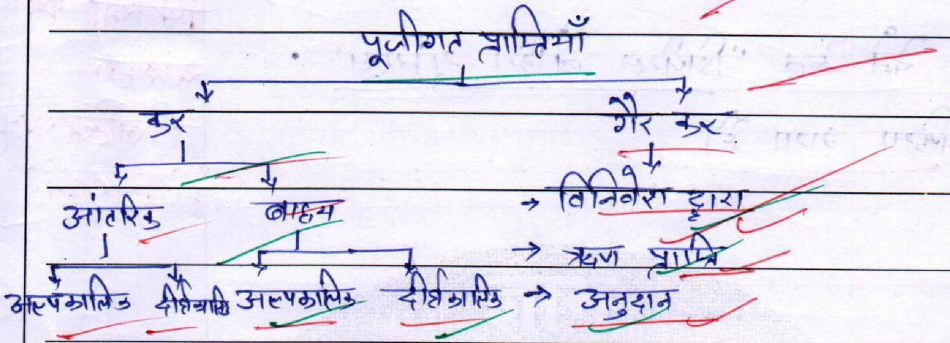 पूजीगत प्राप्तियाँ
कर गैर कर
आंतरिक बाह्य → विनिवेश द्वारा
→ ऋण प्राप्ति
अल्पकालिक दीर्घकालि अल्पकालिक दीर्घकालिक → अनुदान